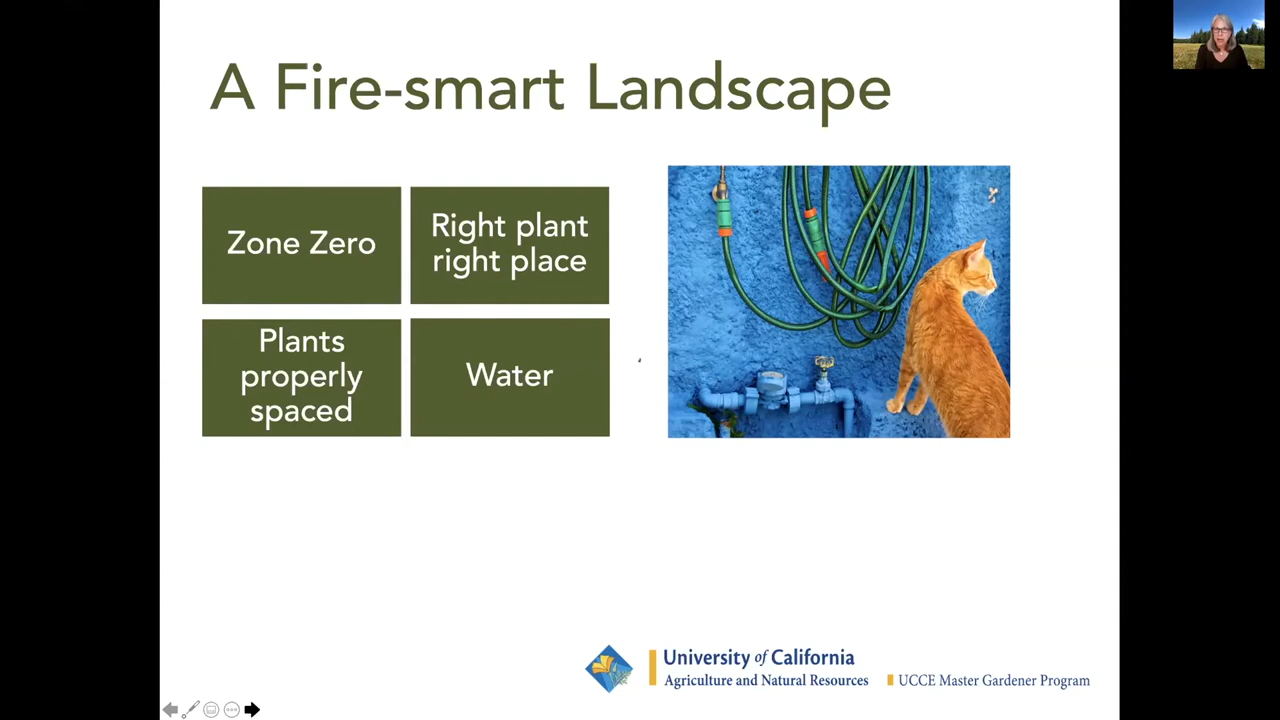 A Fire-smart Landscape
Zone Zero
Right plant
right place
Plants
properly
spaced
Water
University of California
Agriculture and Natural Resources
UCCE Master Gardener Program